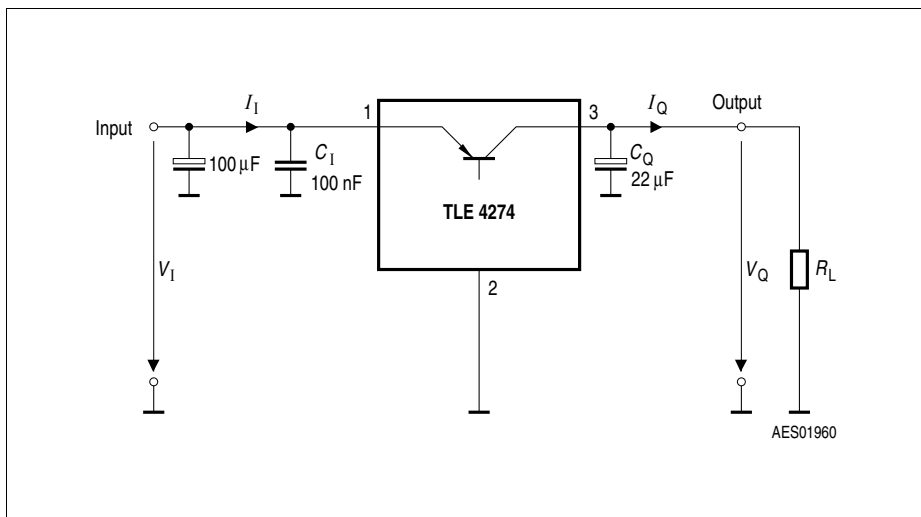 I_I
1
3
I_Q
Output
Input
100 µF
C_I
100 nF
C_Q
22 µF
TLE 4274
V_I
2
V_Q
R_L
AES01960